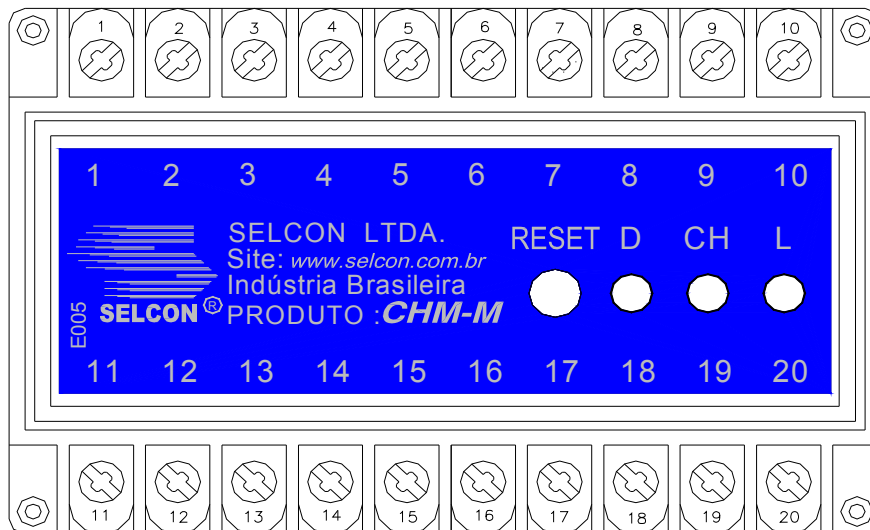 1 2 3 4 5 6 7 8 9 10
1 2 3 4 5 6 7 8 9 10
SELCON LTDA.
Site: www.selcon.com.br
Indústria Brasileira
PRODUTO :CHM-M
RESET D CH L
E005
SELCON ®
11 12 13 14 15 16 17 18 19 20
11 12 13 14 15 16 17 18 19 20